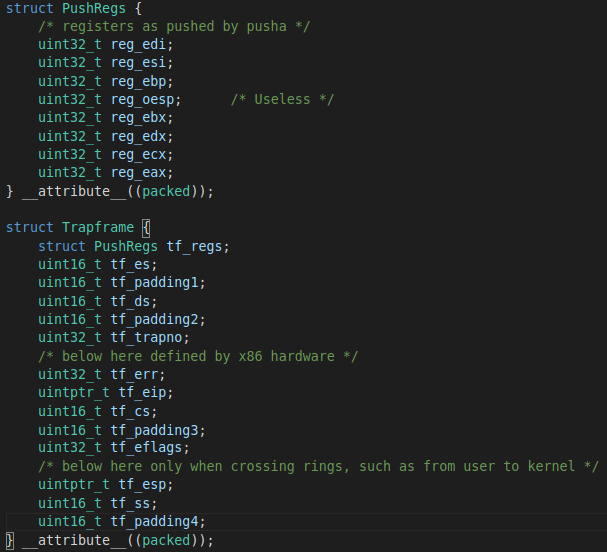 struct PushRegs {
    /* registers as pushed by pusha */
    uint32_t reg_edi;
    uint32_t reg_esi;
    uint32_t reg_ebp;
    uint32_t reg_oesp;      /* Useless */
    uint32_t reg_ebx;
    uint32_t reg_edx;
    uint32_t reg_ecx;
    uint32_t reg_eax;
} __attribute__((packed));

struct Trapframe {
    struct PushRegs tf_regs;
    uint16_t tf_es;
    uint16_t tf_padding1;
    uint16_t tf_ds;
    uint16_t tf_padding2;
    uint32_t tf_trapno;
    /* below here defined by x86 hardware */
    uint32_t tf_err;
    uintptr_t tf_eip;
    uint16_t tf_cs;
    uint16_t tf_padding3;
    uint32_t tf_eflags;
    /* below here only when crossing rings, such as from user to kernel */
    uintptr_t tf_esp;
    uint16_t tf_ss;
    uint16_t tf_padding4;
} __attribute__((packed));